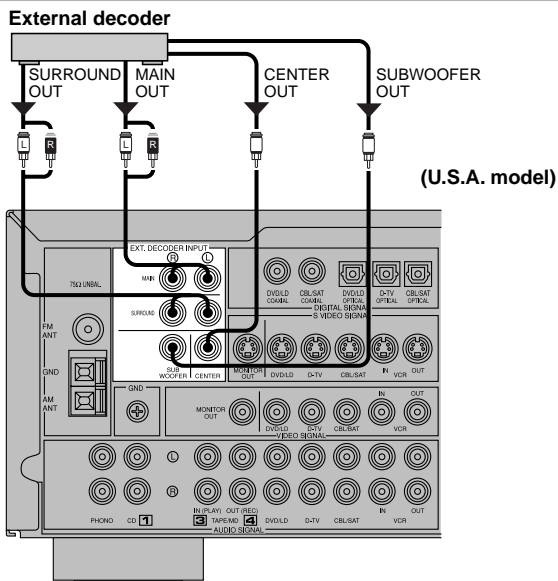 External decoder
SURROUND OUT
MAIN OUT
CENTER OUT
SUBWOOFER OUT
L R L R
(U.S.A. model)
EXT. DECODER INPUT
R L
MAIN
SURROUND
SUB WOOFER
CENTER
75Ω UNBAL.
FM ANT
GND
AM ANT
DVD/LD COAXIAL
CBL/SAT COAXIAL
DVD/LD OPTICAL
D-TV OPTICAL
CBL/SAT OPTICAL
DIGITAL SIGNAL
S VIDEO SIGNAL
MONITOR OUT
DVD/LD
D-TV
CBL/SAT
IN OUT
VCR
GND
MONITOR OUT
DVD/LD
D-TV
CBL/SAT
IN OUT
VCR
VIDEO SIGNAL
L
R
PHONO
CD 1
IN (PLAY) OUT (REC)
3 TAPE/MD 4
DVD/LD
D-TV
CBL/SAT
IN OUT
VCR
AUDIO SIGNAL